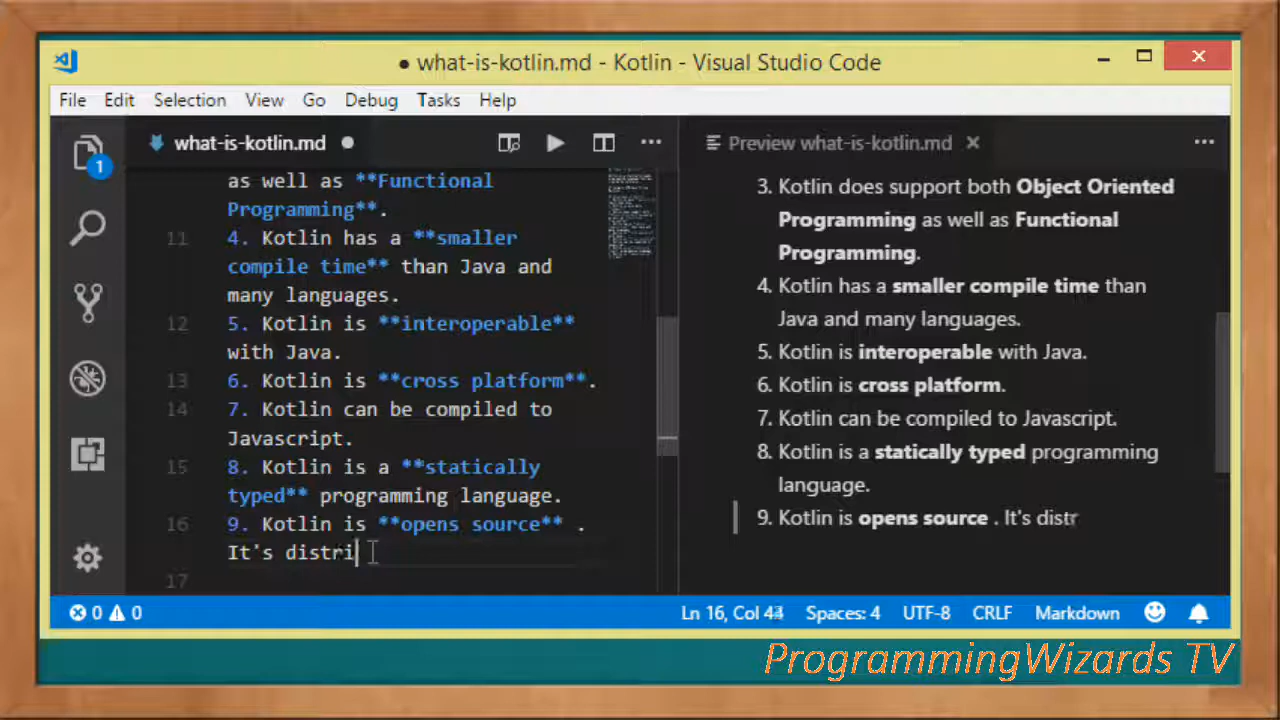 what-is-kotlin.md - Kotlin - Visual Studio Code
File Edit Selection View Go Debug Tasks Help
1
what-is-kotlin.md
as well as **Functional
Programming**.
11 4. Kotlin has a **smaller
compile time** than Java and
many languages.
12 5. Kotlin is **interoperable**
with Java.
13 6. Kotlin is **cross platform**.
14 7. Kotlin can be compiled to
Javascript.
15 8. Kotlin is a **statically
typed** programming language.
16 9. Kotlin is **opens source** .
It's distri
17
Preview what-is-kotlin.md
3. Kotlin does support both Object Oriented
Programming as well as Functional
Programming.
4. Kotlin has a smaller compile time than
Java and many languages.
5. Kotlin is interoperable with Java.
6. Kotlin is cross platform.
7. Kotlin can be compiled to Javascript.
8. Kotlin is a statically typed programming
language.
9. Kotlin is opens source . It's distr
0 0 Ln 16, Col 44 Spaces: 4 UTF-8 CRLF Markdown
ProgrammingWizards TV